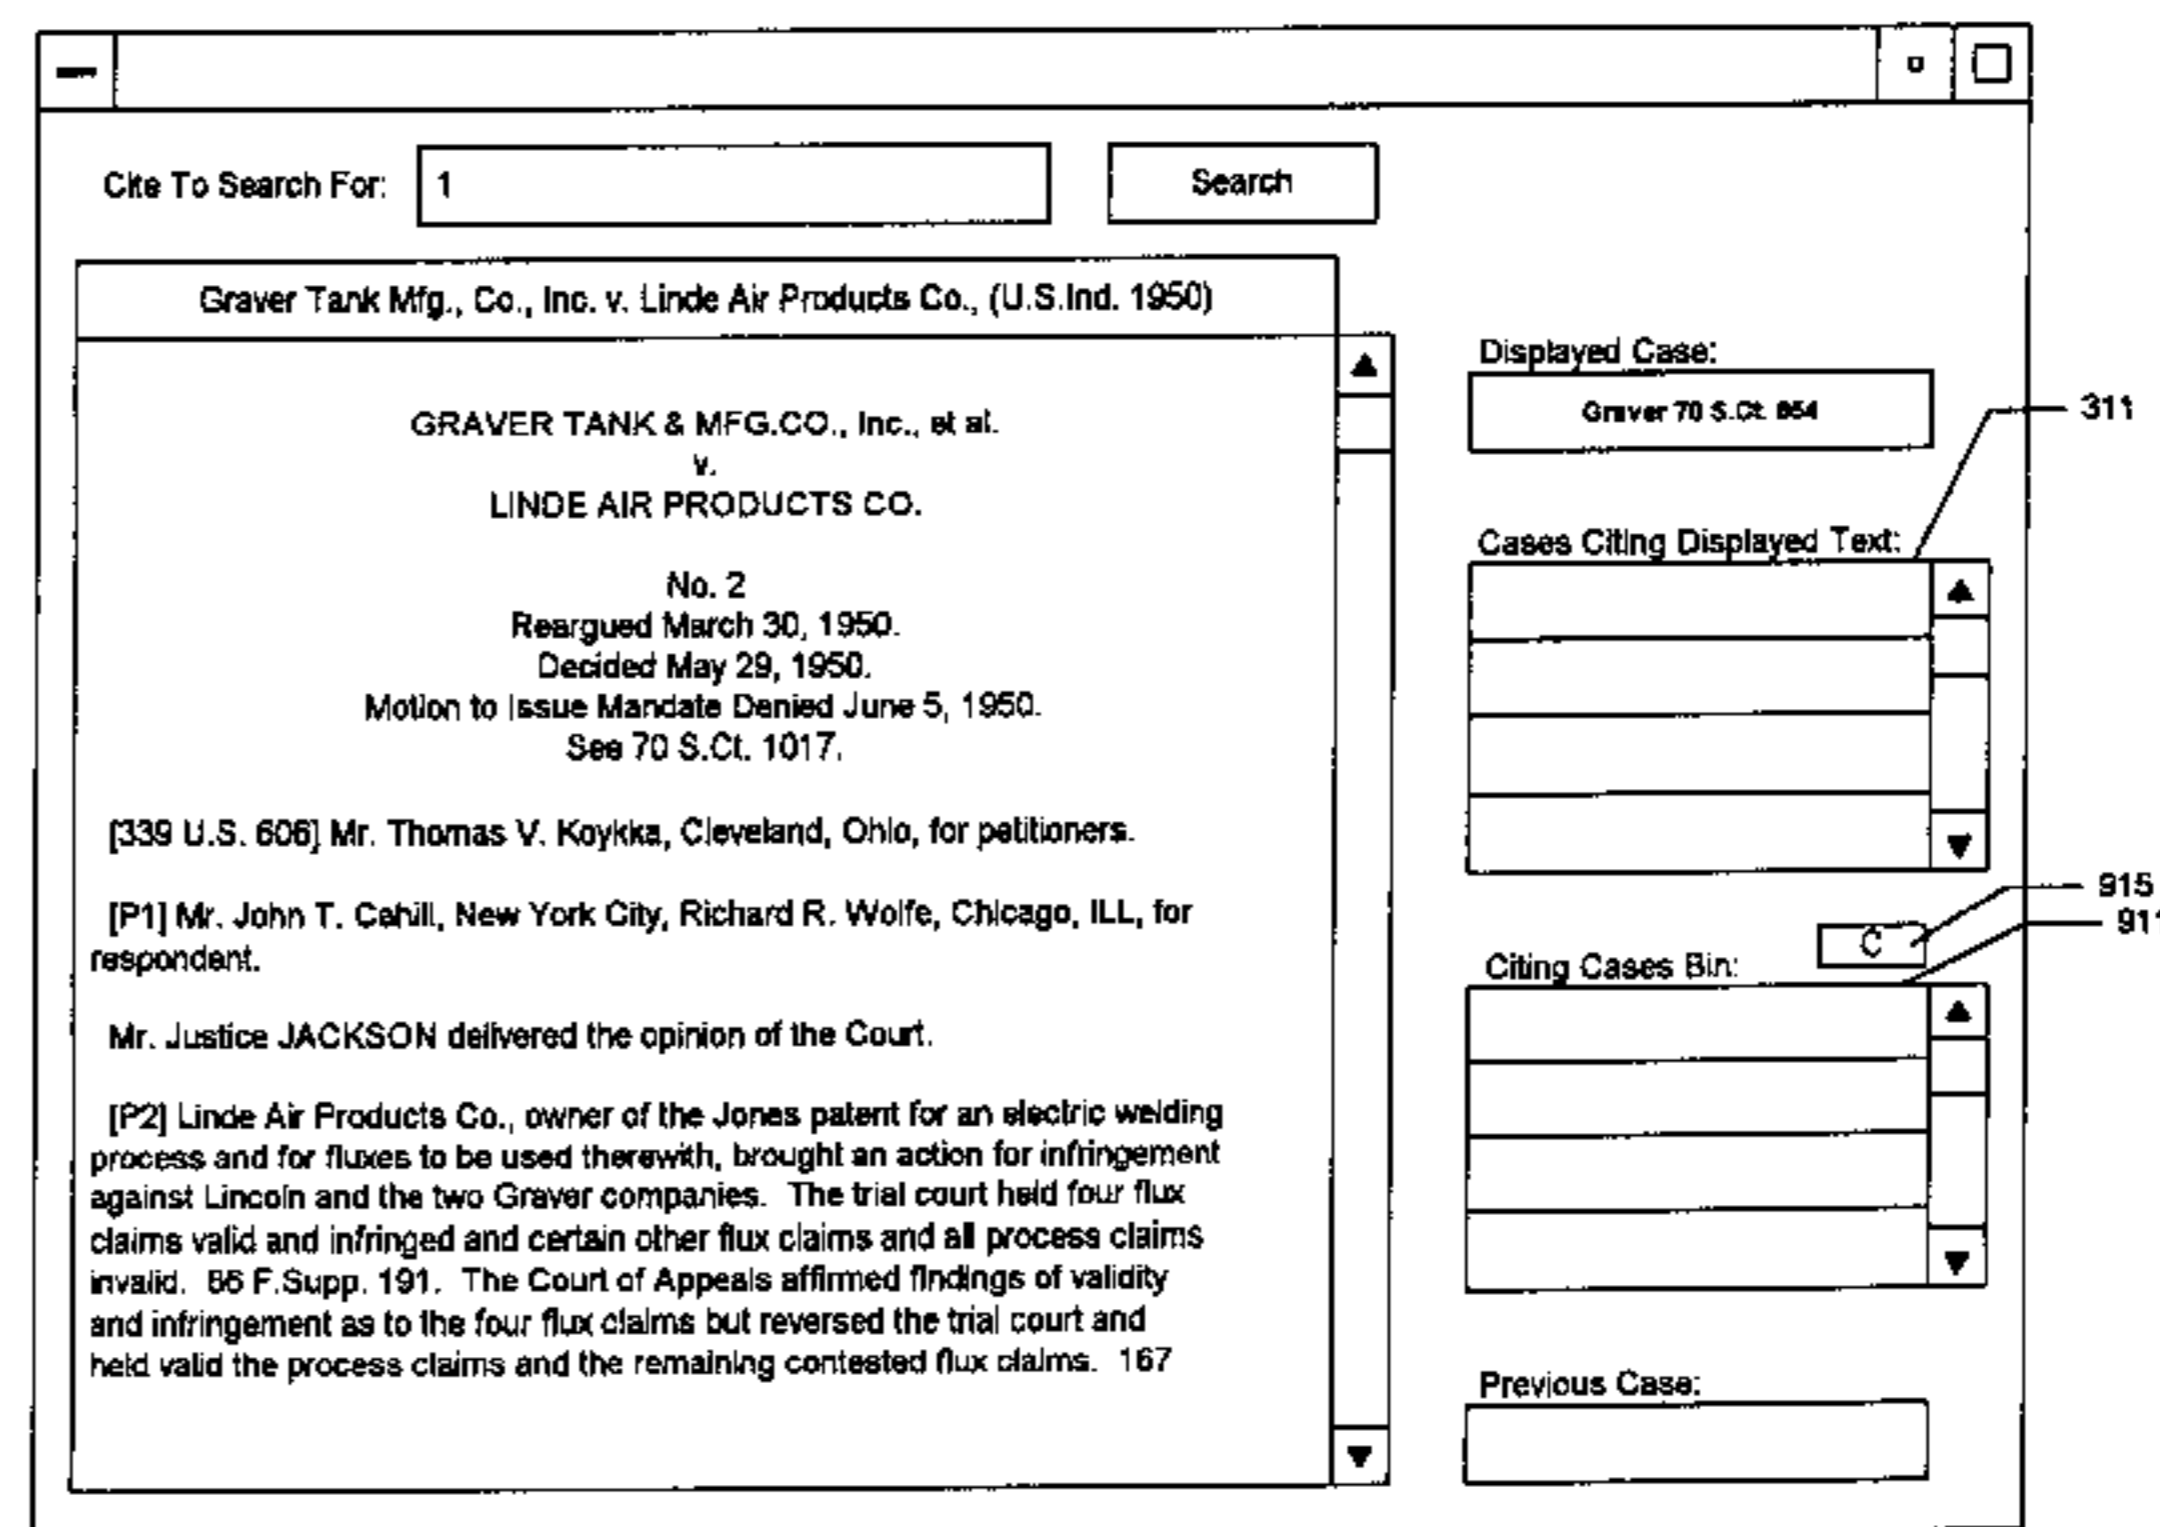 Cite To Search For: 1 Search
Graver Tank Mfg., Co., Inc. v. Linde Air Products Co., (U.S.Ind. 1950)
GRAVER TANK & MFG.CO., Inc., et al.
v.
LINDE AIR PRODUCTS CO.
No. 2
Reargued March 30, 1950.
Decided May 29, 1950.
Motion to Issue Mandate Denied June 5, 1950.
See 70 S.Ct. 1017.
[339 U.S. 606] Mr. Thomas V. Koykka, Cleveland, Ohio, for petitioners.
[P1] Mr. John T. Cahill, New York City, Richard R. Wolfe, Chicago, ILL, for
respondent.
Mr. Justice JACKSON delivered the opinion of the Court.
[P2] Linde Air Products Co., owner of the Jones patent for an electric welding
process and for fluxes to be used therewith, brought an action for infringement
against Lincoln and the two Graver companies. The trial court held four flux
claims valid and infringed and certain other flux claims and all process claims
invalid. 86 F.Supp. 191. The Court of Appeals affirmed findings of validity
and infringement as to the four flux claims but reversed the trial court and
held valid the process claims and the remaining contested flux claims. 167
Displayed Case:
Graver 70 S.Ct. 854
311
Cases Citing Displayed Text:
915
911
C
Citing Cases Bin:
Previous Case: